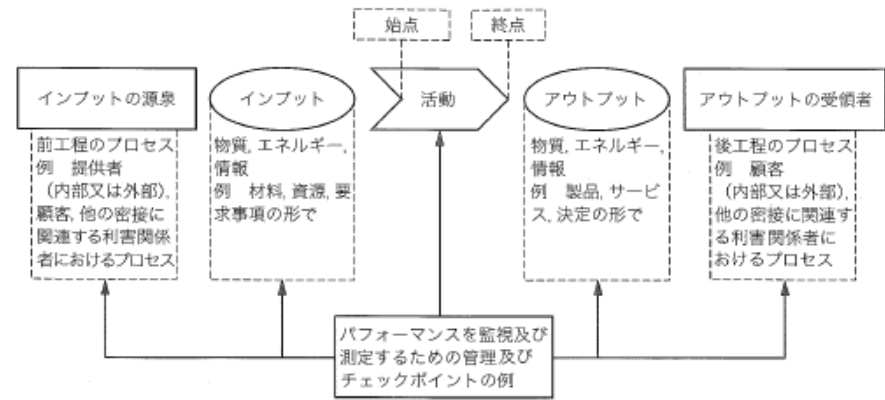 始点
終点
インプットの源泉
インプット
活動
アウトプット
アウトプットの受領者
前工程のプロセス
例 提供者
(内部又は外部),
顧客, 他の密接に
関連する利害関係
者におけるプロセス
物質, エネルギー,
情報
例 材料, 資源, 要
求事項の形で
物質, エネルギー,
情報
例 製品, サービ
ス, 決定の形で
後工程のプロセス
例 顧客
(内部又は外部),
他の密接に関連す
る利害関係者に
おけるプロセス
パフォーマンスを監視及び
測定するための管理及び
チェックポイントの例